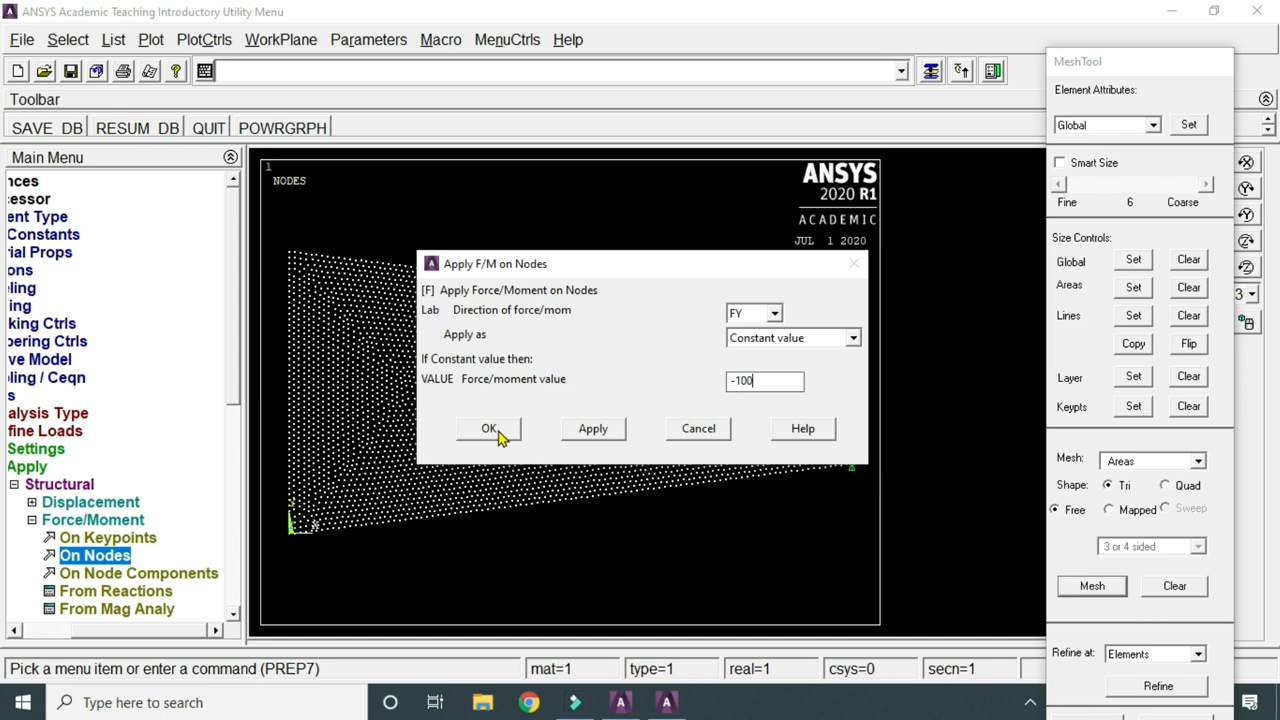 ANSYS Academic Teaching Introductory Utility Menu
File Select List Plot PlotCtrls WorkPlane Parameters Macro MenuCtrls Help
Toolbar
SAVE_DB RESUM_DB QUIT POWRGRPH
Main Menu
nces
essor
ent Type
Constants
ial Props
ons
eling
ing
king Ctrls
bering Ctrls
ve Model
ling / Ceqn
s
alysis Type
fine Loads
Settings
Apply
Structural
Displacement
Force/Moment
On Keypoints
On Nodes
On Node Components
From Reactions
From Mag Analy
1
NODES
ANSYS
2020 R1
ACADEMIC
JUL 1 2020
Apply F/M on Nodes
[F] Apply Force/Moment on Nodes
Lab Direction of force/mom FY
Apply as Constant value
If Constant value then:
VALUE Force/moment value -100
OK Apply Cancel Help
MeshTool
Element Attributes:
Global Set
Smart Size
Fine 6 Coarse
Size Controls:
Global Set Clear
Areas Set Clear
Lines Set Clear
Copy Flip
Layer Set Clear
Keypts Set Clear
Mesh: Areas
Shape: Tri Quad
Free Mapped Sweep
3 or 4 sided
Mesh Clear
Refine at: Elements
Refine
3
Pick a menu item or enter a command (PREP7) mat=1 type=1 real=1 csys=0 secn=1
Type here to search